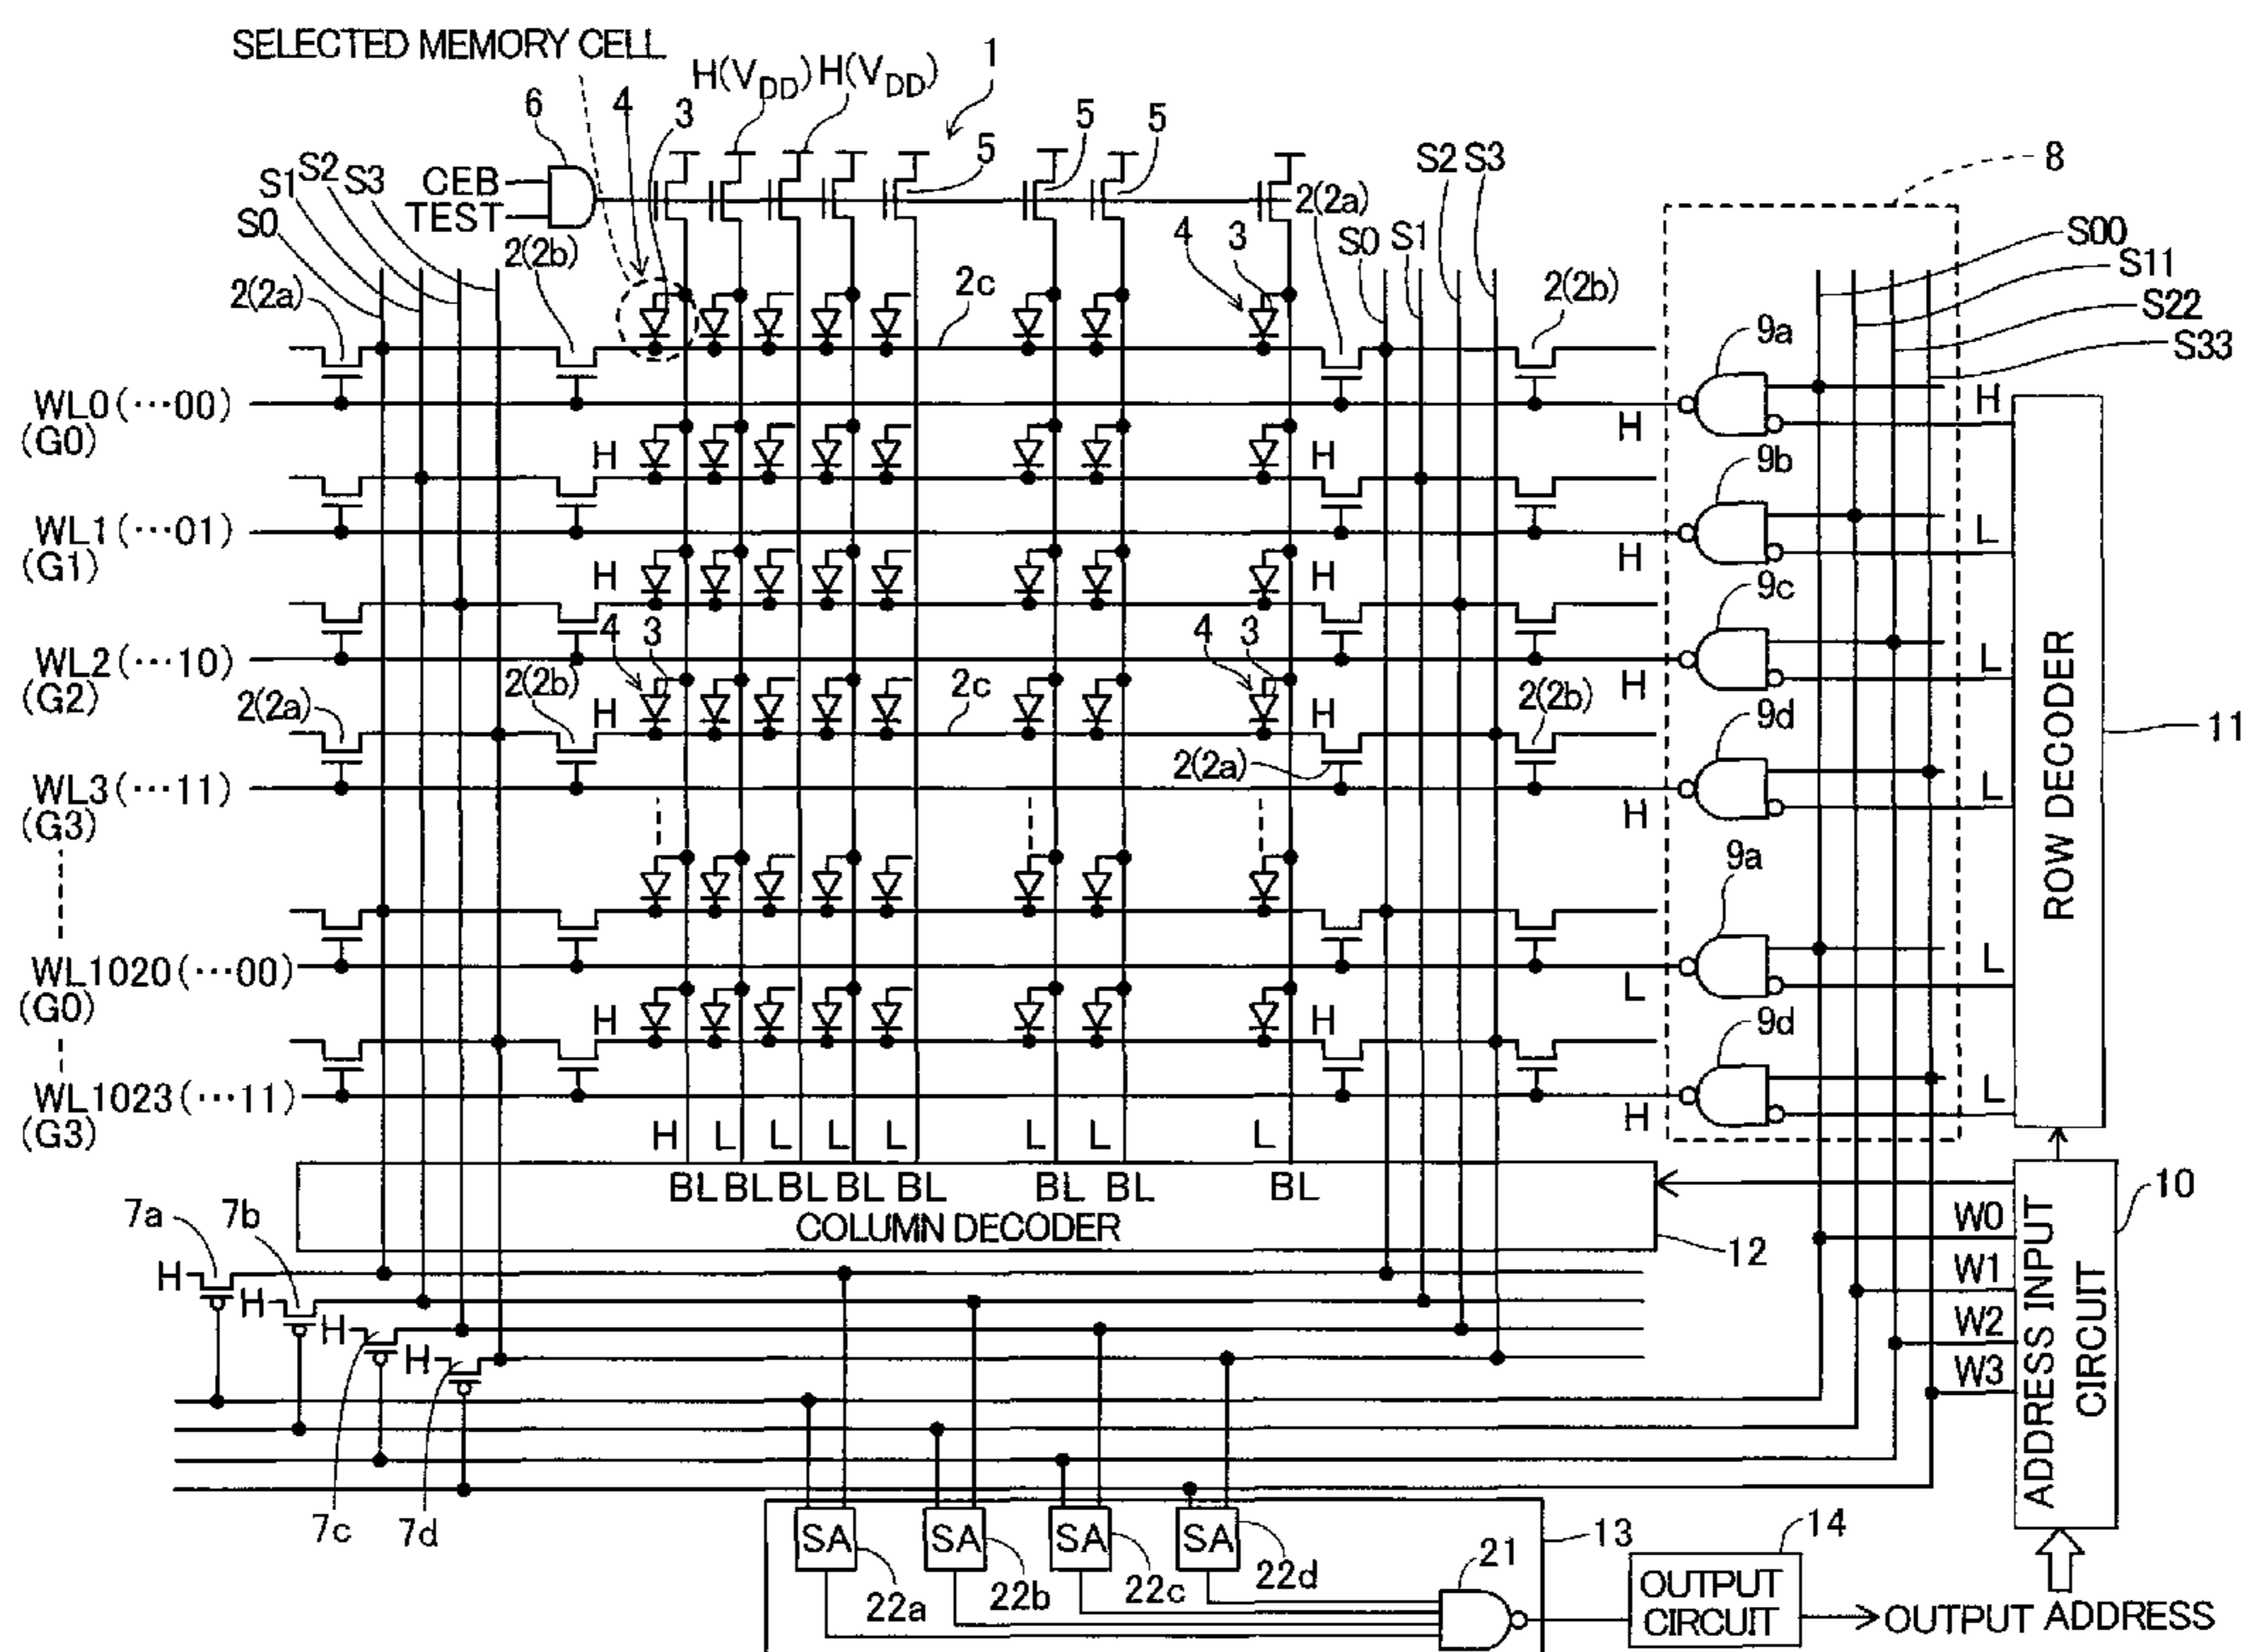 SELECTED MEMORY CELL
H(VDD) H(VDD)
1
6 4 3
5 5 5
S2 S3
8
S1 S2 S3
CEB
TEST
S0
2(2b)
2(2a)
S0 S1
4 3
S00
S11
S22
S33
2(2a)
2c
4 3
2(2b)
9a
H
WL0(…00)
(G0)
H
H
H
9b
L
WL1(…01)
(G1)
H
H
H
9c
L
WL2(…10)
(G2)
4 3
4 3
H
2(2b)
2(2a)
H
2c
H
2(2b)
9d
11
ROW DECODER
2(2a)
L
WL3(…11)
(G3)
H
9a
WL1020(…00)
(G0)
L
L
H
H
9d
WL1023(…11)
(G3)
H
L
H L L L L L L L
BL BL BL BL BL BL BL BL
COLUMN DECODER
12
10
ADDRESS INPUT
CIRCUIT
W0
W1
W2
W3
7a 7b
H
H
H
H
7c 7d
SA SA SA SA
22a 22b 22c 22d
21
13
14
OUTPUT
CIRCUIT
OUTPUT ADDRESS